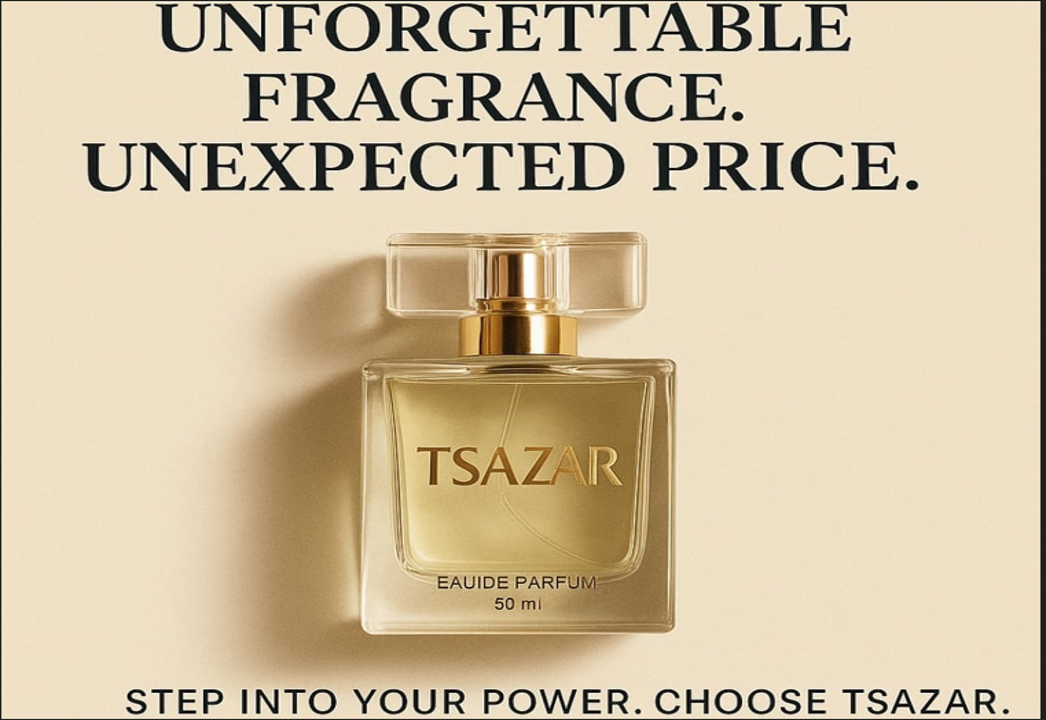 UNFORGETTABLE
FRAGRANCE.
UNEXPECTED PRICE.
TSAZAR
EAUIDE PARFUM
50 ml
STEP INTO YOUR POWER. CHOOSE TSAZAR.